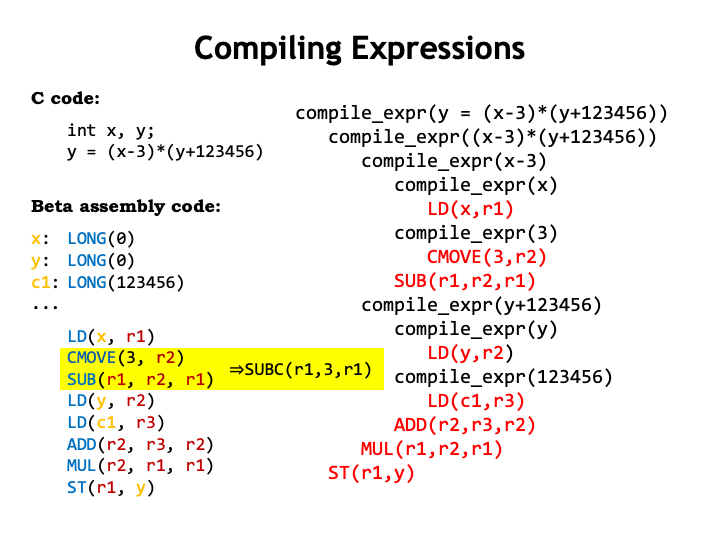 Compiling Expressions
C code:
int x, y;
y = (x-3)*(y+123456)
Beta assembly code:
x: LONG(0)
y: LONG(0)
c1: LONG(123456)
...
LD(x, r1)
CMOVE(3, r2)
SUB(r1, r2, r1)
⇒SUBC(r1,3,r1)
LD(y, r2)
LD(c1, r3)
ADD(r2, r3, r2)
MUL(r2, r1, r1)
ST(r1, y)
compile_expr(y = (x-3)*(y+123456))
compile_expr((x-3)*(y+123456))
compile_expr(x-3)
compile_expr(x)
LD(x,r1)
compile_expr(3)
CMOVE(3,r2)
SUB(r1,r2,r1)
compile_expr(y+123456)
compile_expr(y)
LD(y,r2)
compile_expr(123456)
LD(c1,r3)
ADD(r2,r3,r2)
MUL(r1,r2,r1)
ST(r1,y)